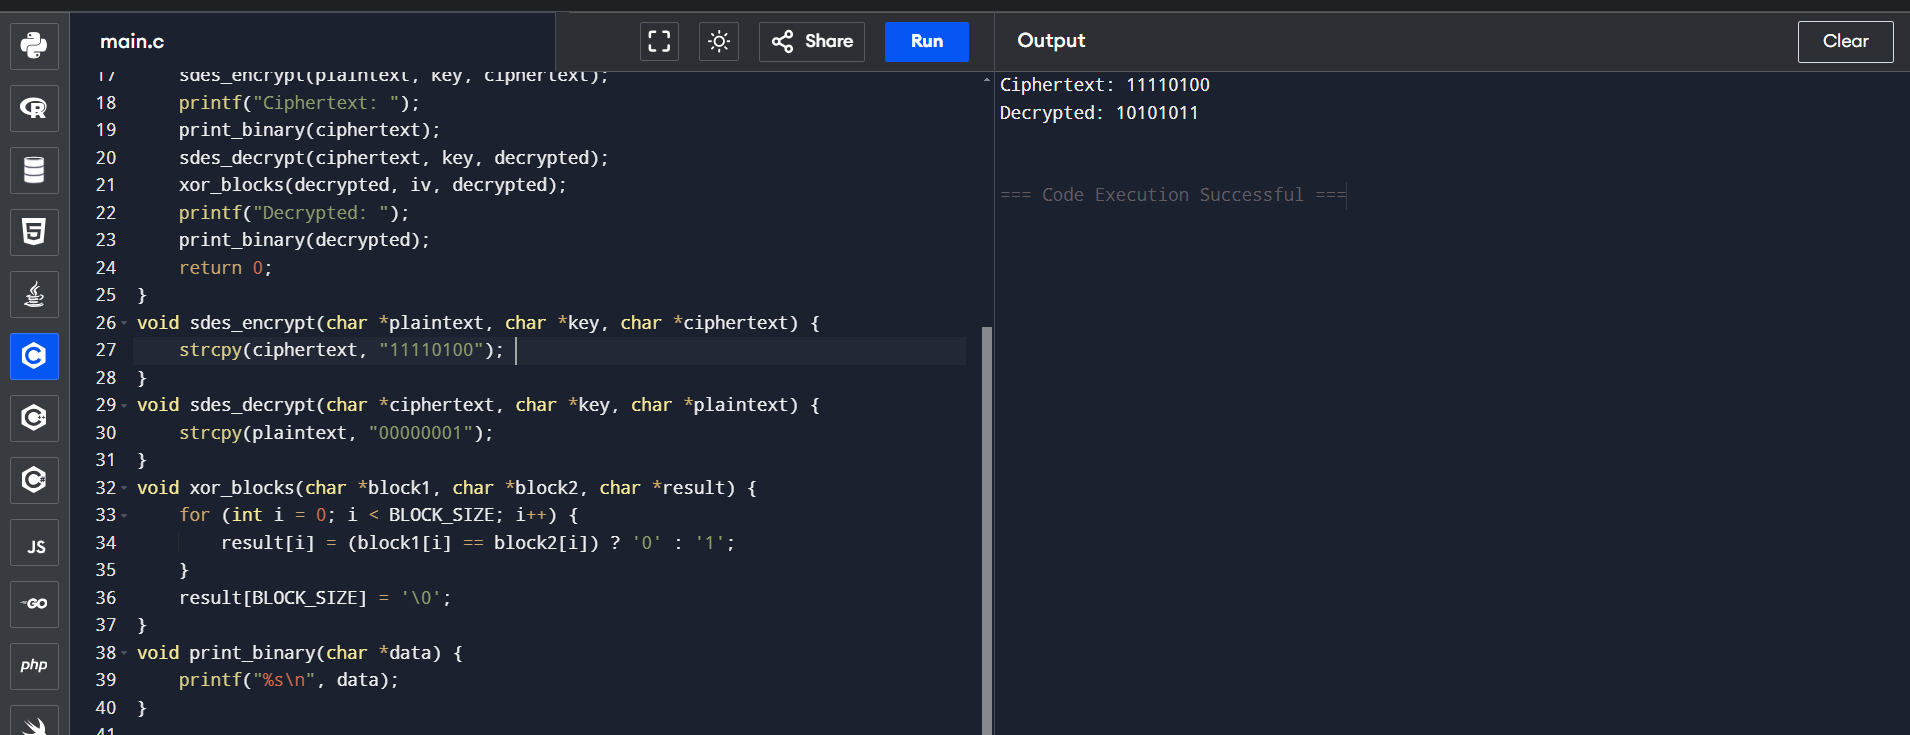 main.c
Share
Run
Output
Clear
17 sdes_encrypt(plaintext, key, ciphertext);
18 printf("Ciphertext: ");
19 print_binary(ciphertext);
20 sdes_decrypt(ciphertext, key, decrypted);
21 xor_blocks(decrypted, iv, decrypted);
22 printf("Decrypted: ");
23 print_binary(decrypted);
24 return 0;
25 }
26 void sdes_encrypt(char *plaintext, char *key, char *ciphertext) {
27 strcpy(ciphertext, "11110100");
28 }
29 void sdes_decrypt(char *ciphertext, char *key, char *plaintext) {
30 strcpy(plaintext, "00000001");
31 }
32 void xor_blocks(char *block1, char *block2, char *result) {
33 for (int i = 0; i < BLOCK_SIZE; i++) {
34 result[i] = (block1[i] == block2[i]) ? '0' : '1';
35 }
36 result[BLOCK_SIZE] = '\0';
37 }
38 void print_binary(char *data) {
39 printf("%s\n", data);
40 }
41
Ciphertext: 11110100
Decrypted: 10101011
=== Code Execution Successful ===
R
5
C
C
C
JS
GO
php